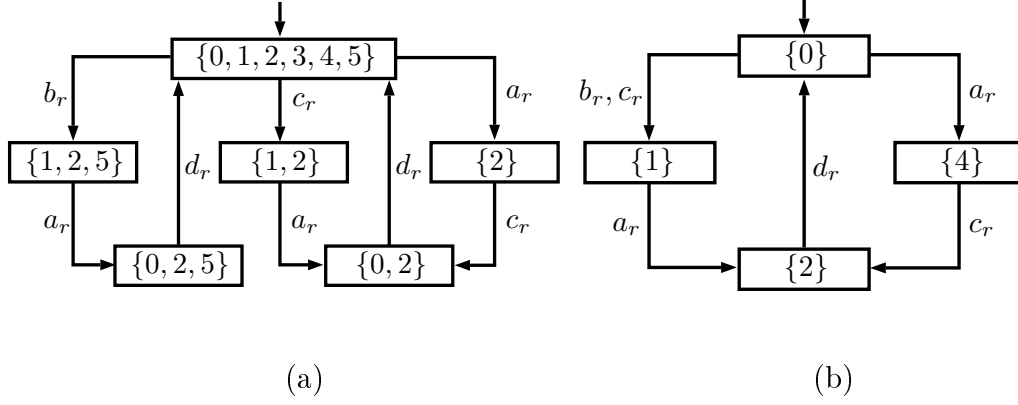 {0, 1, 2, 3, 4, 5}
b_r
c_r
a_r
{1, 2, 5}
d_r
{1, 2}
d_r
{2}
a_r
a_r
c_r
{0, 2, 5}
{0, 2}
(a)
{0}
b_r, c_r
a_r
{1}
d_r
{4}
a_r
c_r
{2}
(b)